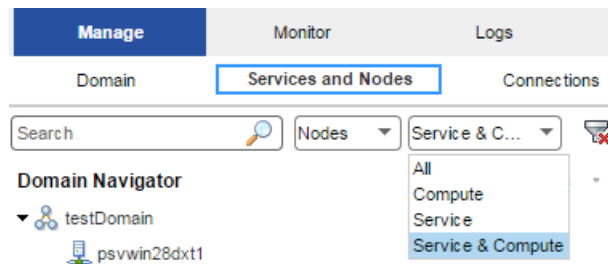 Manage Monitor Logs
Domain Services and Nodes Connections
Search Nodes Service & C...
All
Domain Navigator
Compute
testDomain
Service
Service & Compute
psvwin28dxt1